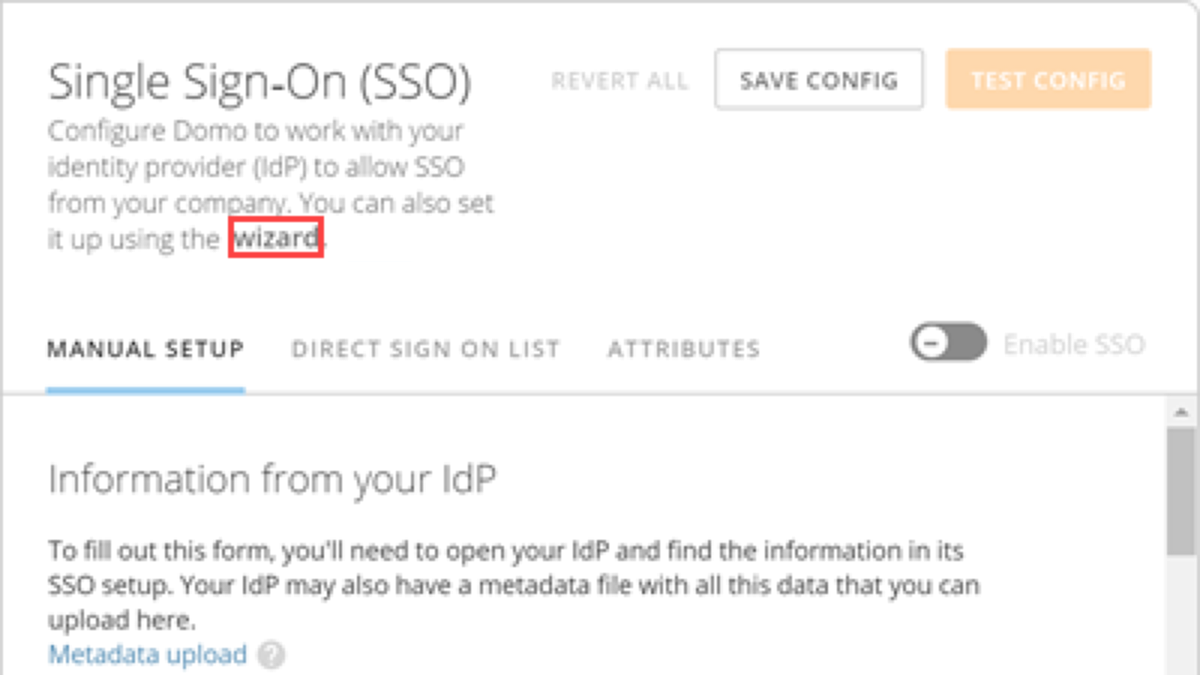 Single Sign-On (SSO)
REVERT ALL
SAVE CONFIG
TEST CONFIG
Configure Domo to work with your
identity provider (IdP) to allow SSO
from your company. You can also set
it up using the wizard.
MANUAL SETUP
DIRECT SIGN ON LIST
ATTRIBUTES
Enable SSO
Information from your IdP
To fill out this form, you'll need to open your IdP and find the information in its
SSO setup. Your IdP may also have a metadata file with all this data that you can
upload here.
Metadata upload ?